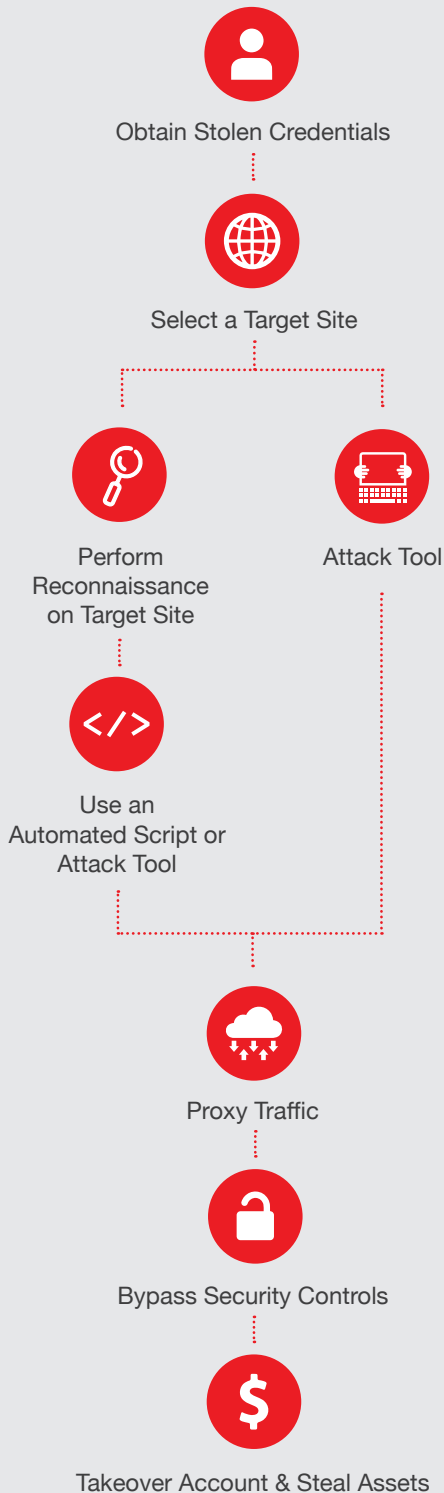 Obtain Stolen Credentials
Select a Target Site
Perform
Reconnaissance
on Target Site
Attack Tool
</>
Use an
Automated Script or
Attack Tool
Proxy Traffic
Bypass Security Controls
$
Takeover Account & Steal Assets